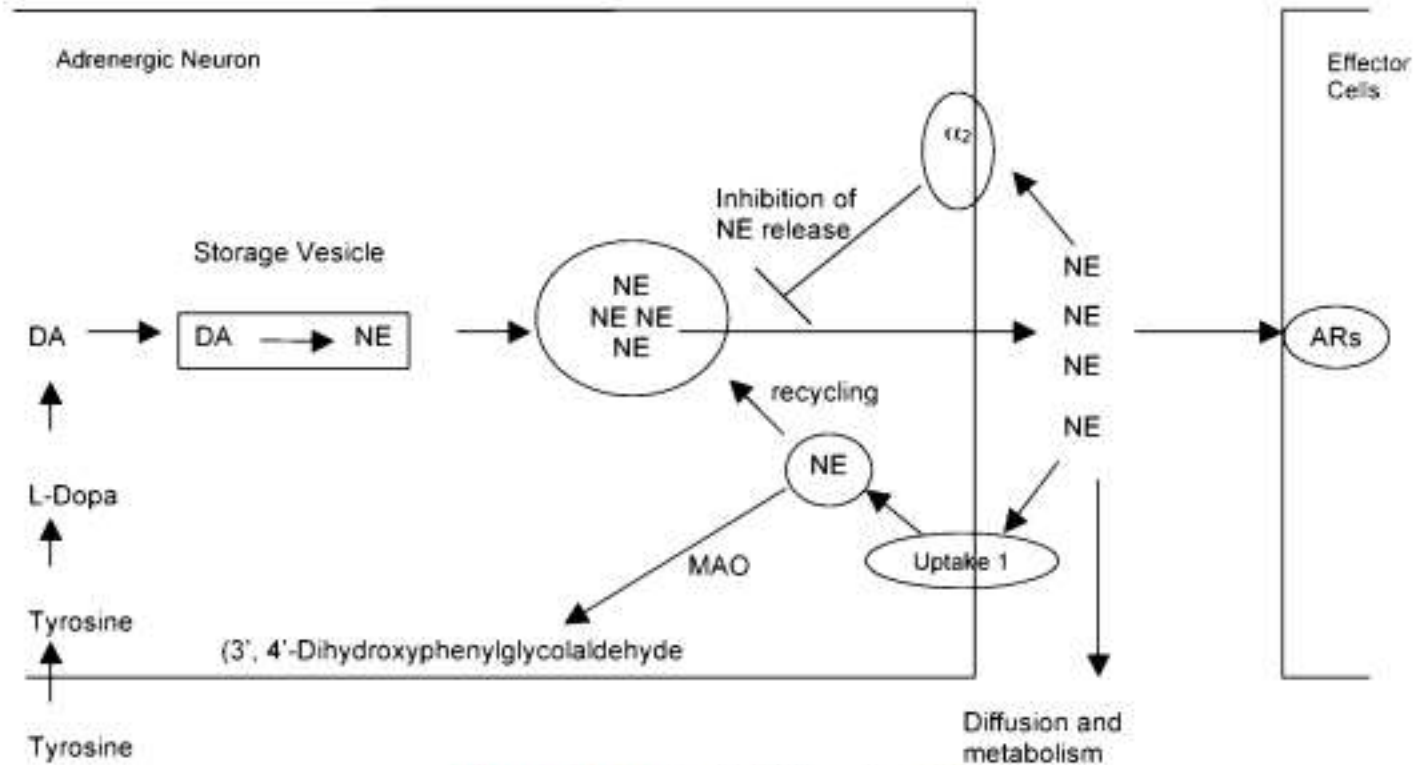 Adrenergic Neuron
Effector
Cells
α2
Inhibition of
NE release
Storage Vesicle
NE
NE
NE NE
NE
NE
DA
DA
NE
ARs
NE
recycling
NE
NE
L-Dopa
Uptake 1
MAO
Tyrosine
(3', 4'-Dihydroxyphenylglycolaldehyde
Diffusion and
metabolism
Tyrosine